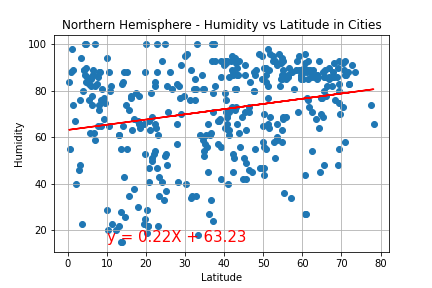 Northern Hemisphere - Humidity vs Latitude in Cities
100
80
60
40
20
Humidity
y = 0.22X + 63.23
0 10 20 30 40 50 60 70 80
Latitude